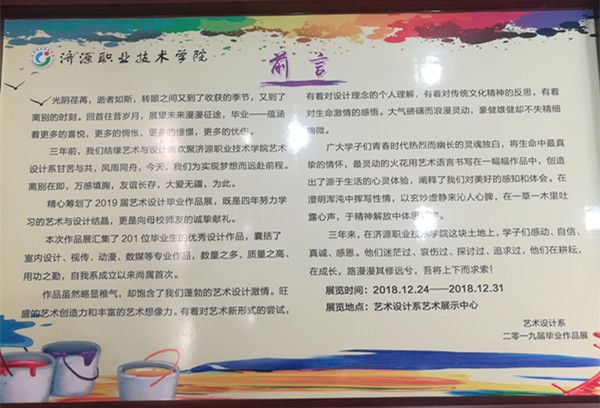 济源职业技术学院
前言
光阴荏苒,逝者如斯,转眼之间又到了收获的季节,又到了
离别的时刻。回首往昔岁月,展望未来漫漫征途,毕业——蕴涵
着更多的喜悦,更多的惆怅,更多的憧憬,更多的忧伤。
三年前,我们结缘艺术与设计而欢聚济源职业技术学院艺术
设计系甘苦与共,风雨同舟,今天,我们为实现梦想而远赴前程。
离别在即,万感填胸,友谊长存,大爱无疆,为此。
精心筹划了2019届艺术设计毕业作品展,既是四年努力学
习的艺术与设计结晶,更是向母校师友的诚挚献礼。
本次作品展汇集了201位毕业生的优秀设计作品,囊括了
室内设计、视传、动漫、数媒等专业作品,数量之多、质量之高、
用功之勤,自我系成立以来尚属首次。
作品虽然略显稚气,却饱含了我们蓬勃的艺术设计激情。旺
盛的艺术创造力和丰富的艺术想像力。有着对艺术新形式的尝试,
有着对设计理念的个人理解,有着对传统文化精神的反思,有着
对生命激情的感悟。大气磅礴而浪漫灵动,豪健雄健却不失精细
微。
广大学子们青春时代热烈而幽长的灵魂独白,将生命中最真
挚的情怀,最灵动的火花用艺术语言书写在一幅幅作品中,创造
出了源于生活的心灵体验,阐释了我们对美好的感知和体会。在
澄明浑沌中挥写性情,以玄妙虚静来沁人心脾,在一草一木里吐
露心声,于精神解放中体
三年来,在济源职业技术学院这块土地上,学子们感动、自信、
真诚、感恩。他们迷茫过、哀伤过、探讨过、追求过,他们在耕耘,
在成长,路漫漫其修远兮,吾将上下而求索!
展览时间:2018.12.24——2018.12.31
展览地点:艺术设计系艺术展示中心
艺术设计系
二零一九届毕业作品展